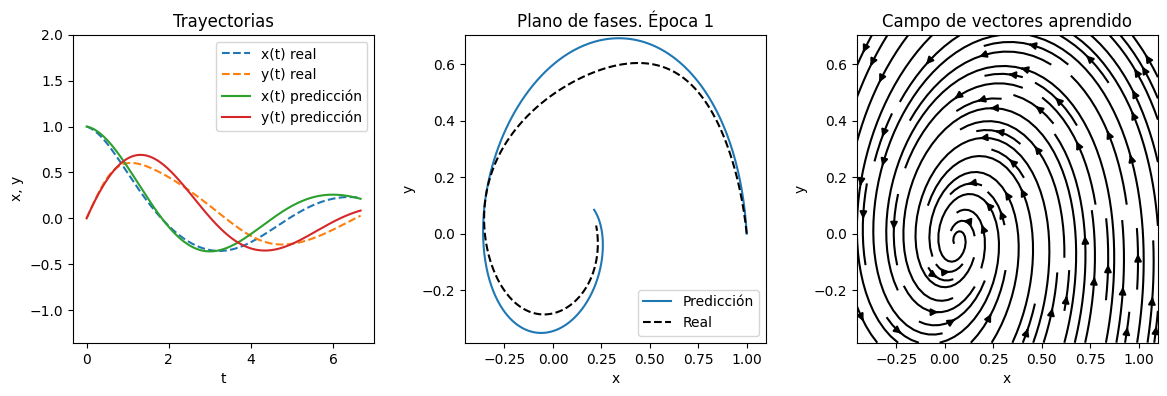 Trayectorias
2.0
1.5
1.0
0.5
0.0
−0.5
−1.0
x, y
0
2
4
6
t
x(t) real
y(t) real
x(t) predicción
y(t) predicción
Plano de fases. Época 1
0.6
0.4
0.2
0.0
−0.2
y
−0.25
0.00
0.25
0.50
0.75
1.00
x
Predicción
Real
Campo de vectores aprendido
0.6
0.4
0.2
0.0
−0.2
y
−0.25
0.00
0.25
0.50
0.75
1.00
x